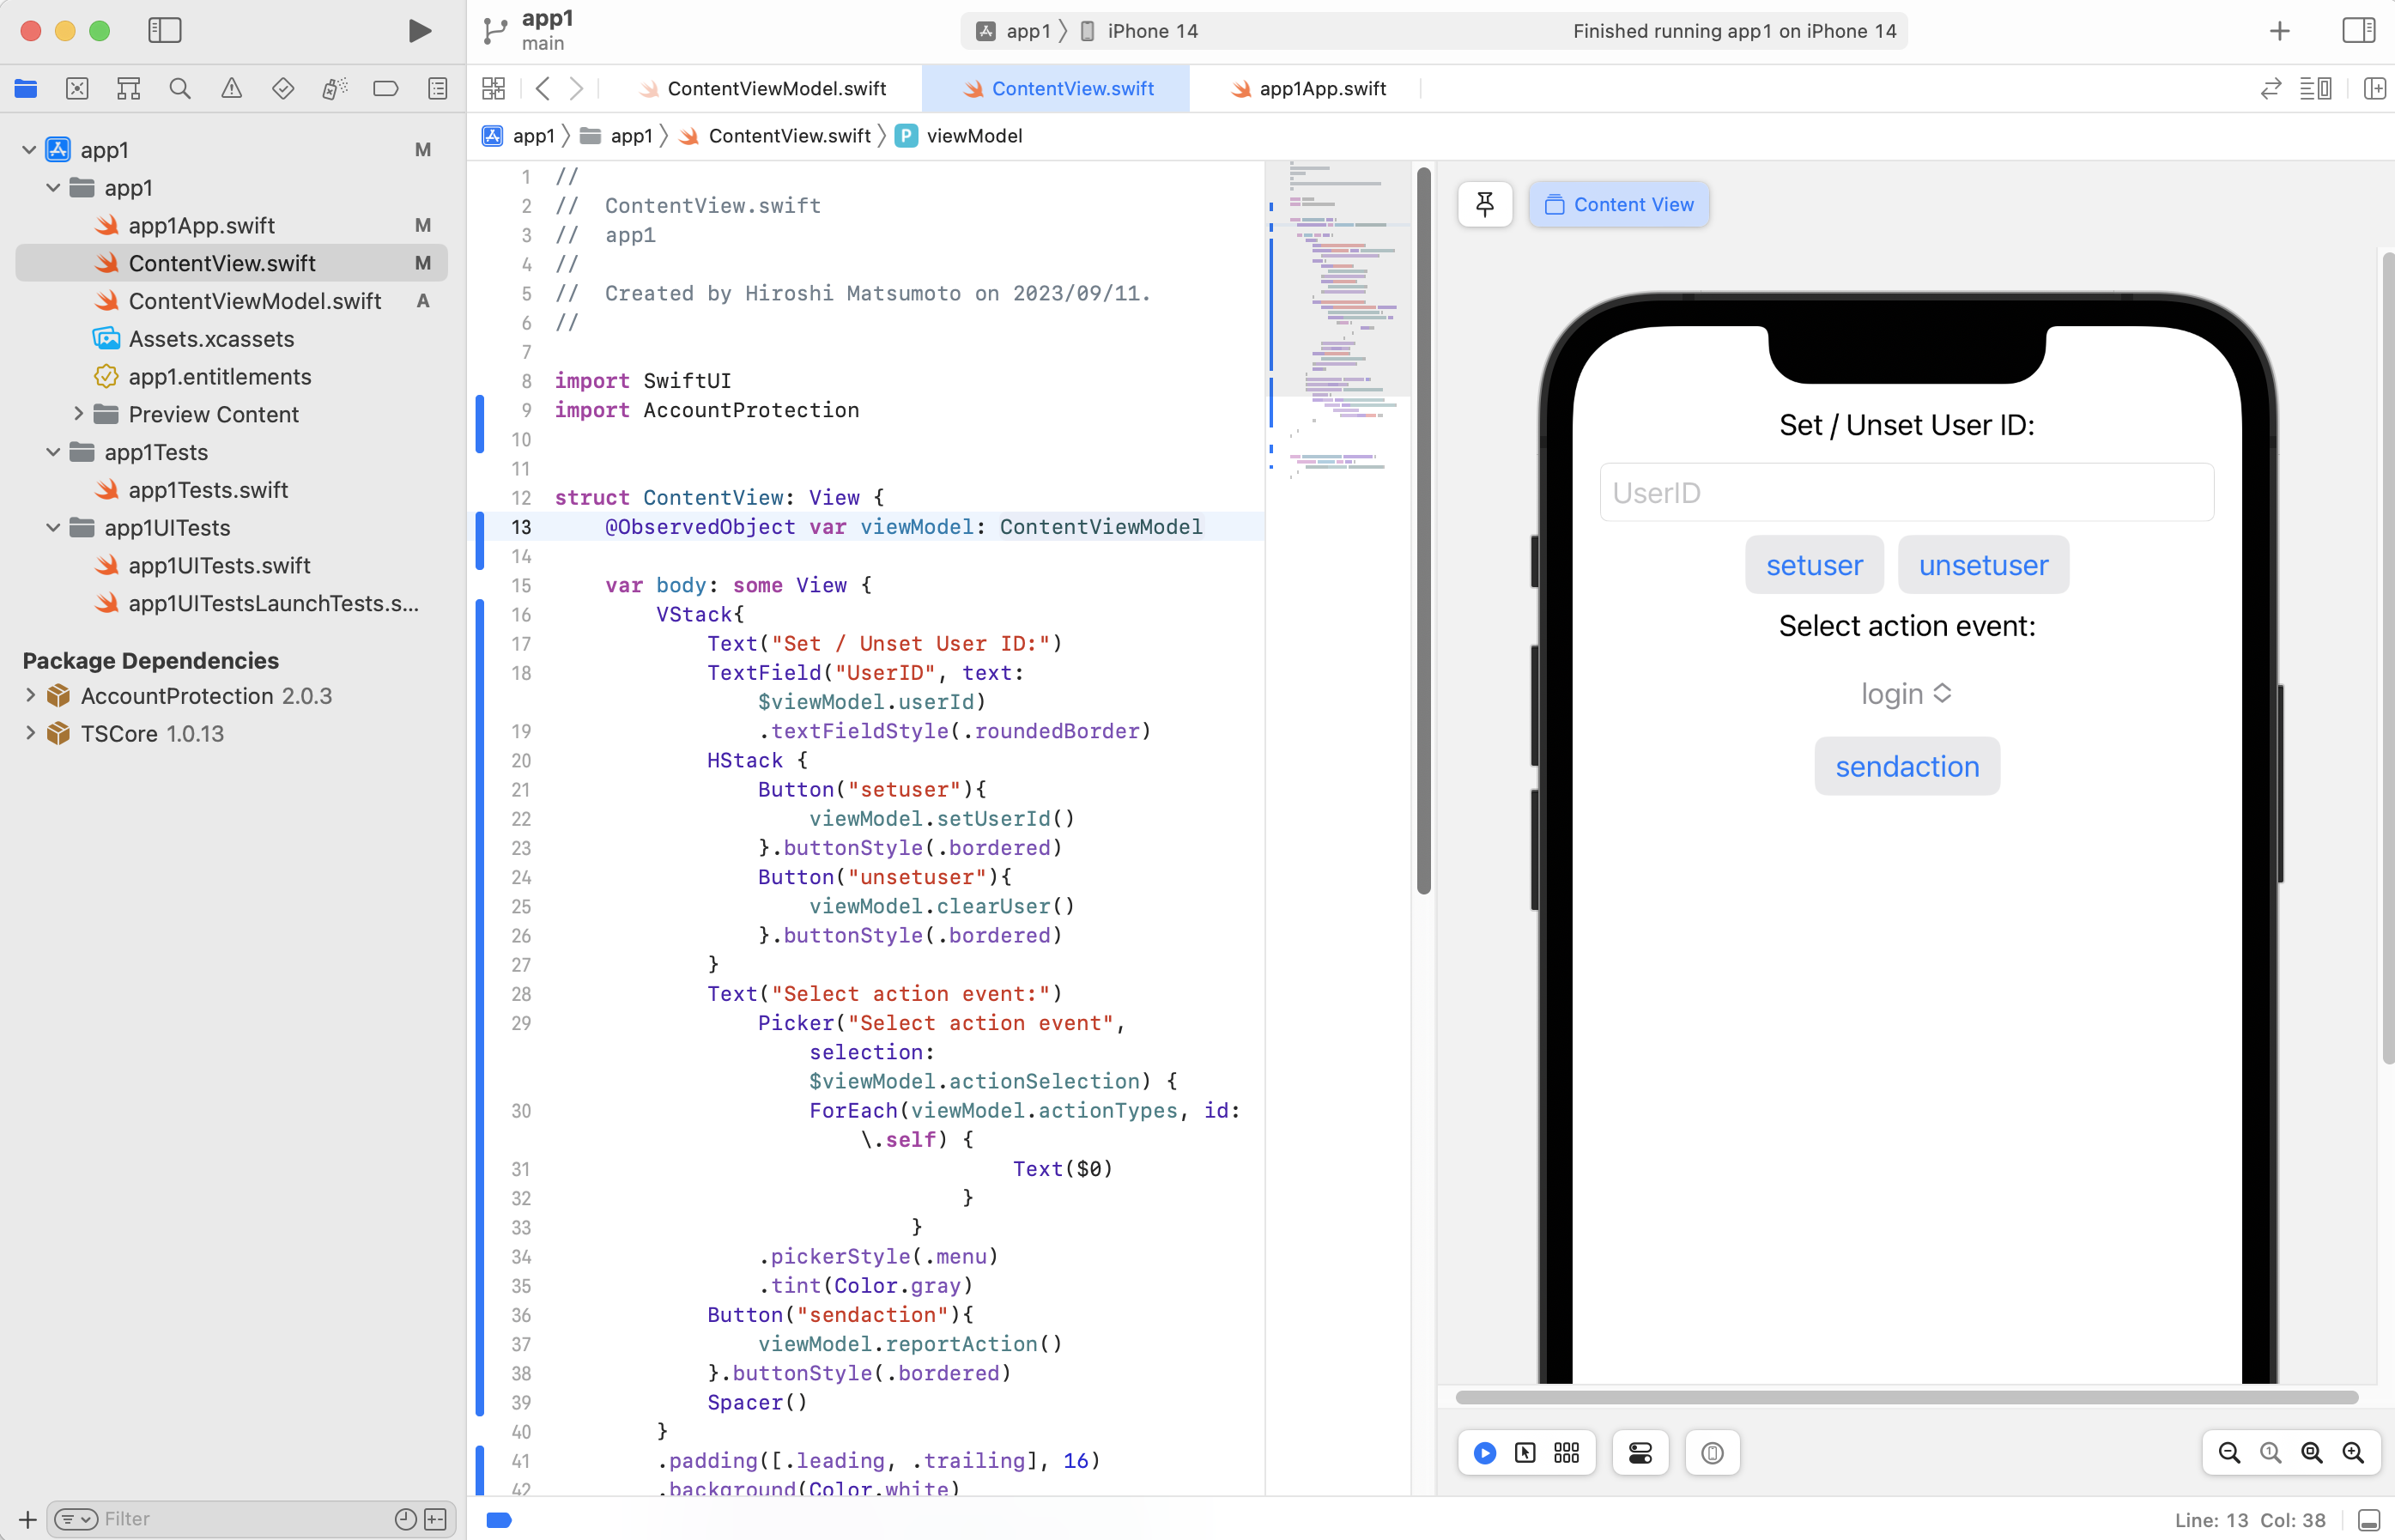 app1
main
app1 〉 iPhone 14
Finished running app1 on iPhone 14
ContentViewModel.swift
ContentView.swift
app1App.swift
app1 〉 app1 〉 ContentView.swift 〉 P viewModel
app1 M
app1
app1App.swift M
ContentView.swift M
ContentViewModel.swift A
Assets.xcassets
app1.entitlements
Preview Content
app1Tests
app1Tests.swift
app1UITests
app1UITests.swift
app1UITestsLaunchTests.s...
Package Dependencies
AccountProtection 2.0.3
TSCore 1.0.13
Filter
1 //
2 //  ContentView.swift
3 //  app1
4 //
5 //  Created by Hiroshi Matsumoto on 2023/09/11.
6 //
7
8 import SwiftUI
9 import AccountProtection
10
11
12 struct ContentView: View {
13     @ObservedObject var viewModel: ContentViewModel
14
15     var body: some View {
16         VStack{
17             Text("Set / Unset User ID:")
18             TextField("UserID", text:
$viewModel.userId)
19                 .textFieldStyle(.roundedBorder)
20             HStack {
21                 Button("setuser"){
22                     viewModel.setUserId()
23                 }.buttonStyle(.bordered)
24                 Button("unsetuser"){
25                     viewModel.clearUser()
26                 }.buttonStyle(.bordered)
27             }
28             Text("Select action event:")
29                 Picker("Select action event",
selection:
$viewModel.actionSelection) {
30                     ForEach(viewModel.actionTypes, id:
\.self) {
31                                     Text($0)
32                                 }
33                             }
34                 .pickerStyle(.menu)
35                 .tint(Color.gray)
36             Button("sendaction"){
37                 viewModel.reportAction()
38             }.buttonStyle(.bordered)
39             Spacer()
40         }
41         .padding([.leading, .trailing], 16)
42         .background(Color.white)
Content View
Set / Unset User ID:
UserID
setuser unsetuser
Select action event:
login
sendaction
Line: 13 Col: 38